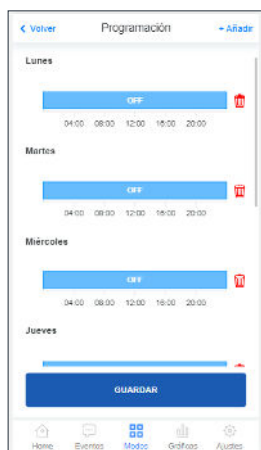 Volver Programación + Añadir
Lunes
OFF
04:00 08:00 12:00 16:00 20:00
Martes
OFF
04:00 08:00 12:00 16:00 20:00
Miércoles
OFF
04:00 08:00 12:00 16:00 20:00
Jueves
GUARDAR
Home Eventos Modos Gráficas Ajustes